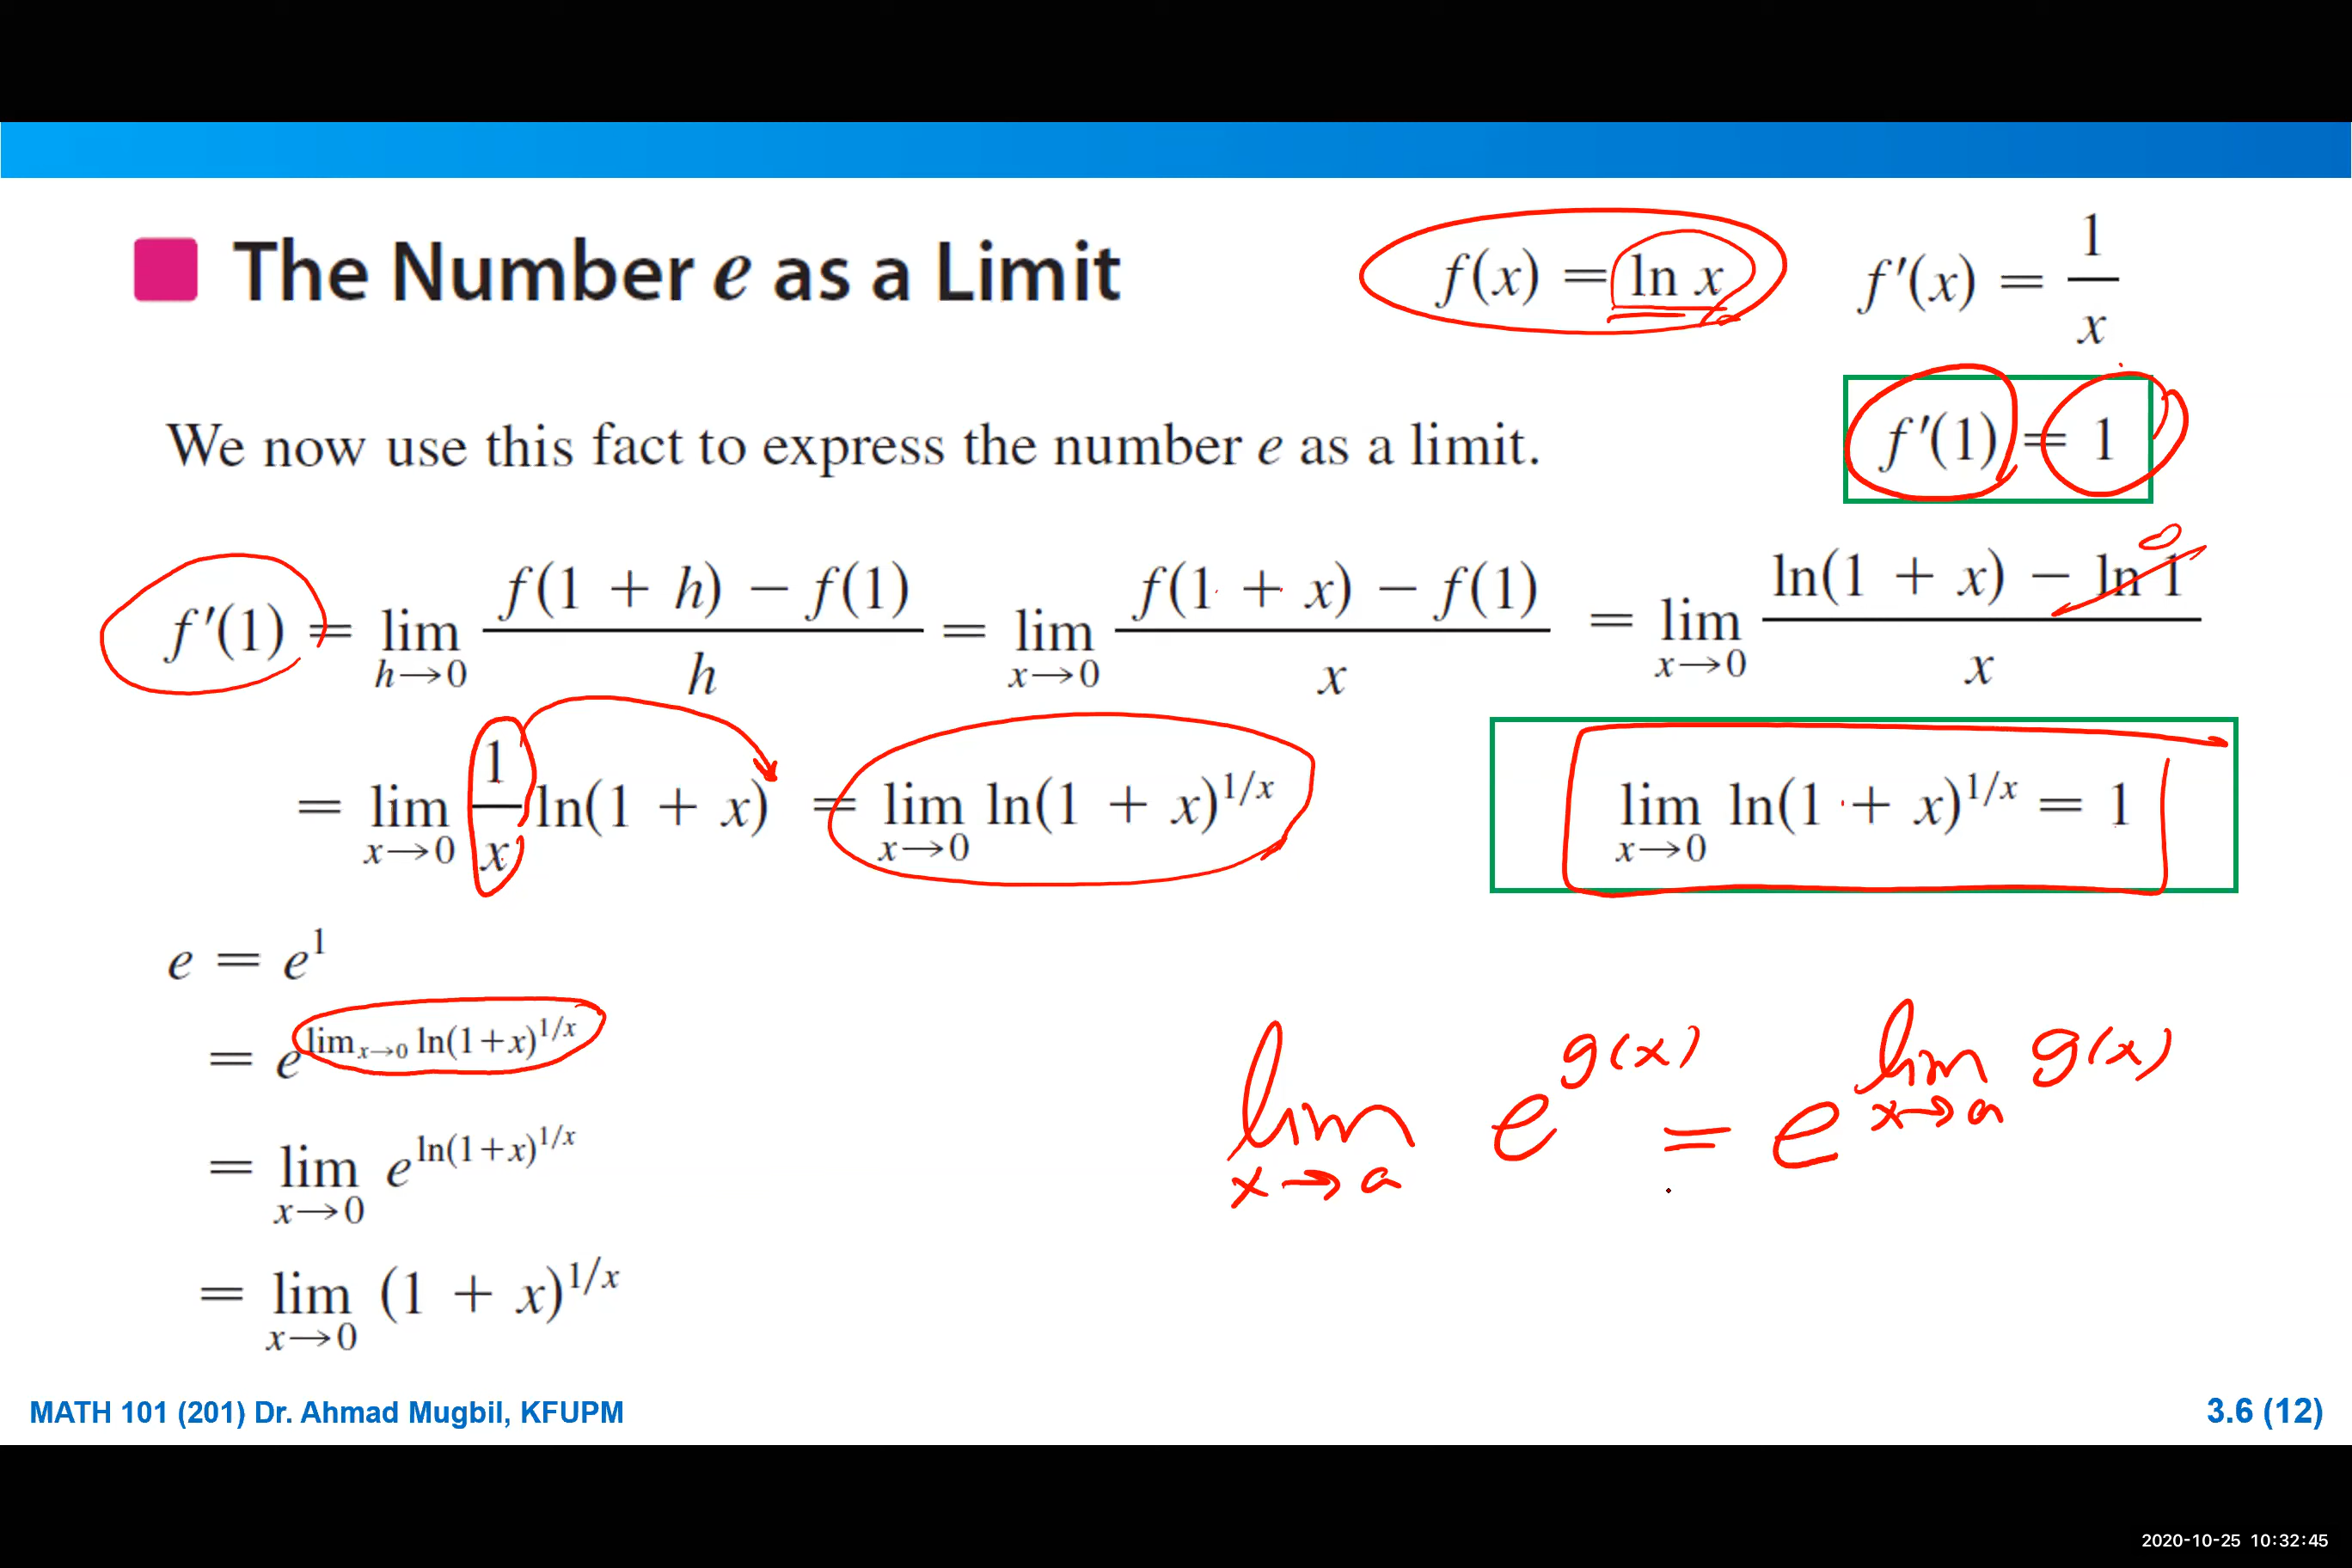 The Number e as a Limit
f(x) = ln x
f′(x) = 1/x
We now use this fact to express the number e as a limit.
f′(1) = 1
f′(1) = lim h→0 (f(1 + h) − f(1))/h = lim x→0 (f(1 + x) − f(1))/x = lim x→0 (ln(1 + x) − ln 1)/x
0
= lim x→0 1/x ln(1 + x) = lim x→0 ln(1 + x)^{1/x}
lim x→0 ln(1 + x)^{1/x} = 1
e = e^1
= e^{lim x→0 ln(1+x)^{1/x}}
= lim x→0 e^{ln(1+x)^{1/x}}
= lim x→0 (1 + x)^{1/x}
lim x→a e^{g(x)} = e^{lim x→a g(x)}
MATH 101 (201) Dr. Ahmad Mugbil, KFUPM
3.6 (12)
2020-10-25 10:32:45